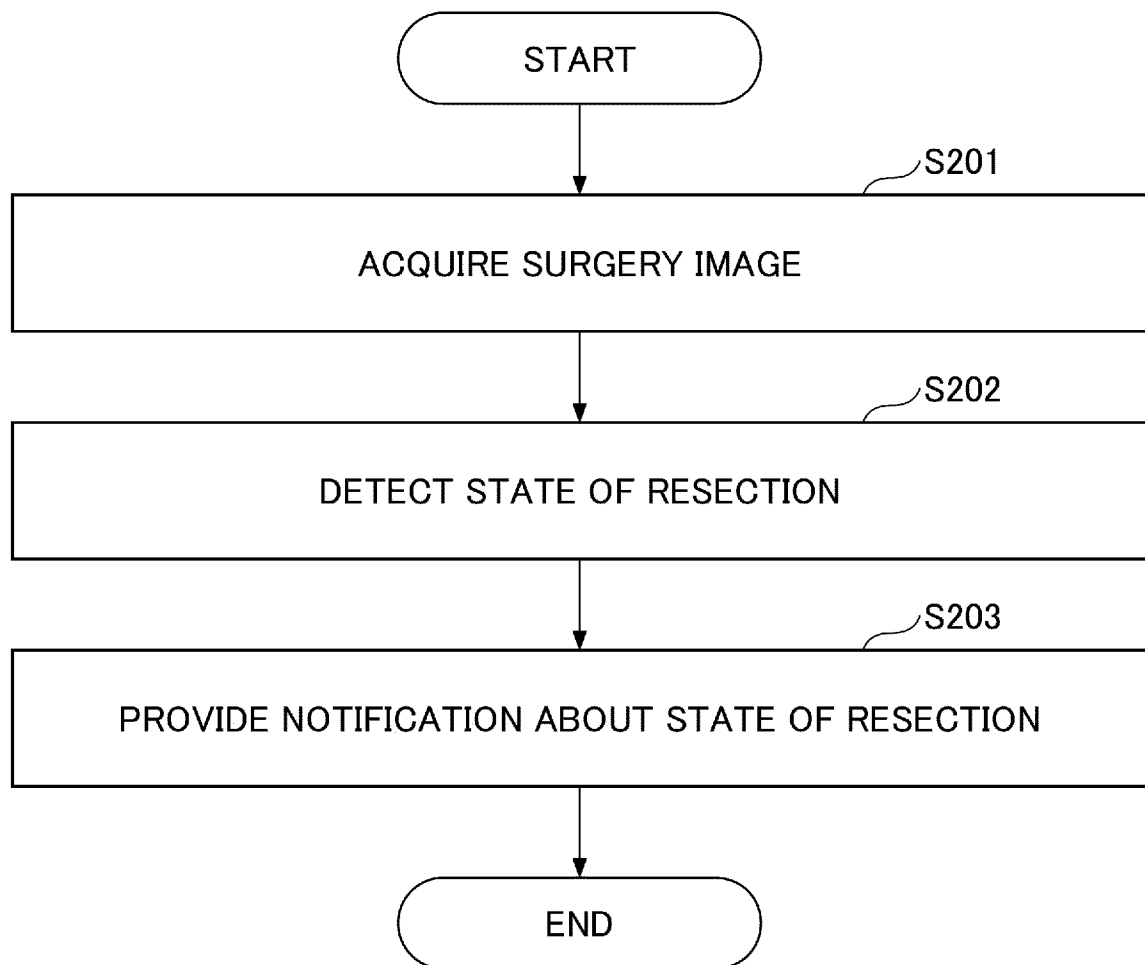 START
S201
ACQUIRE SURGERY IMAGE
S202
DETECT STATE OF RESECTION
S203
PROVIDE NOTIFICATION ABOUT STATE OF RESECTION
END